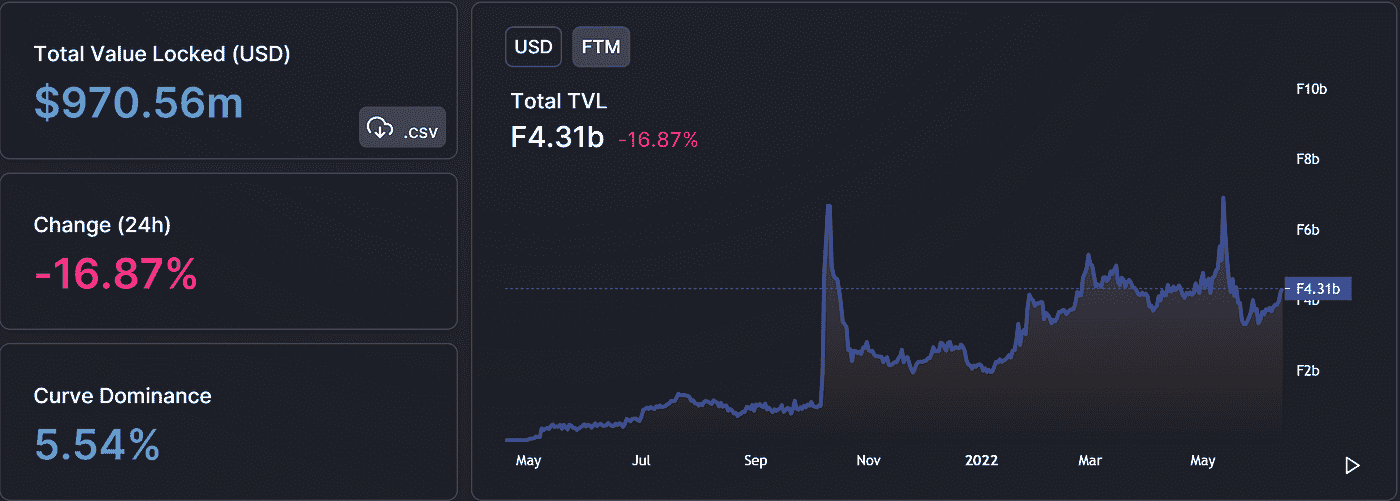 Total Value Locked (USD)
$970.56m
.csv
Change (24h)
-16.87%
Curve Dominance
5.54%
USD
FTM
Total TVL
F4.31b -16.87%
F10b
F8b
F6b
F4.31b
F4b
F2b
May Jul Sep Nov 2022 Mar May